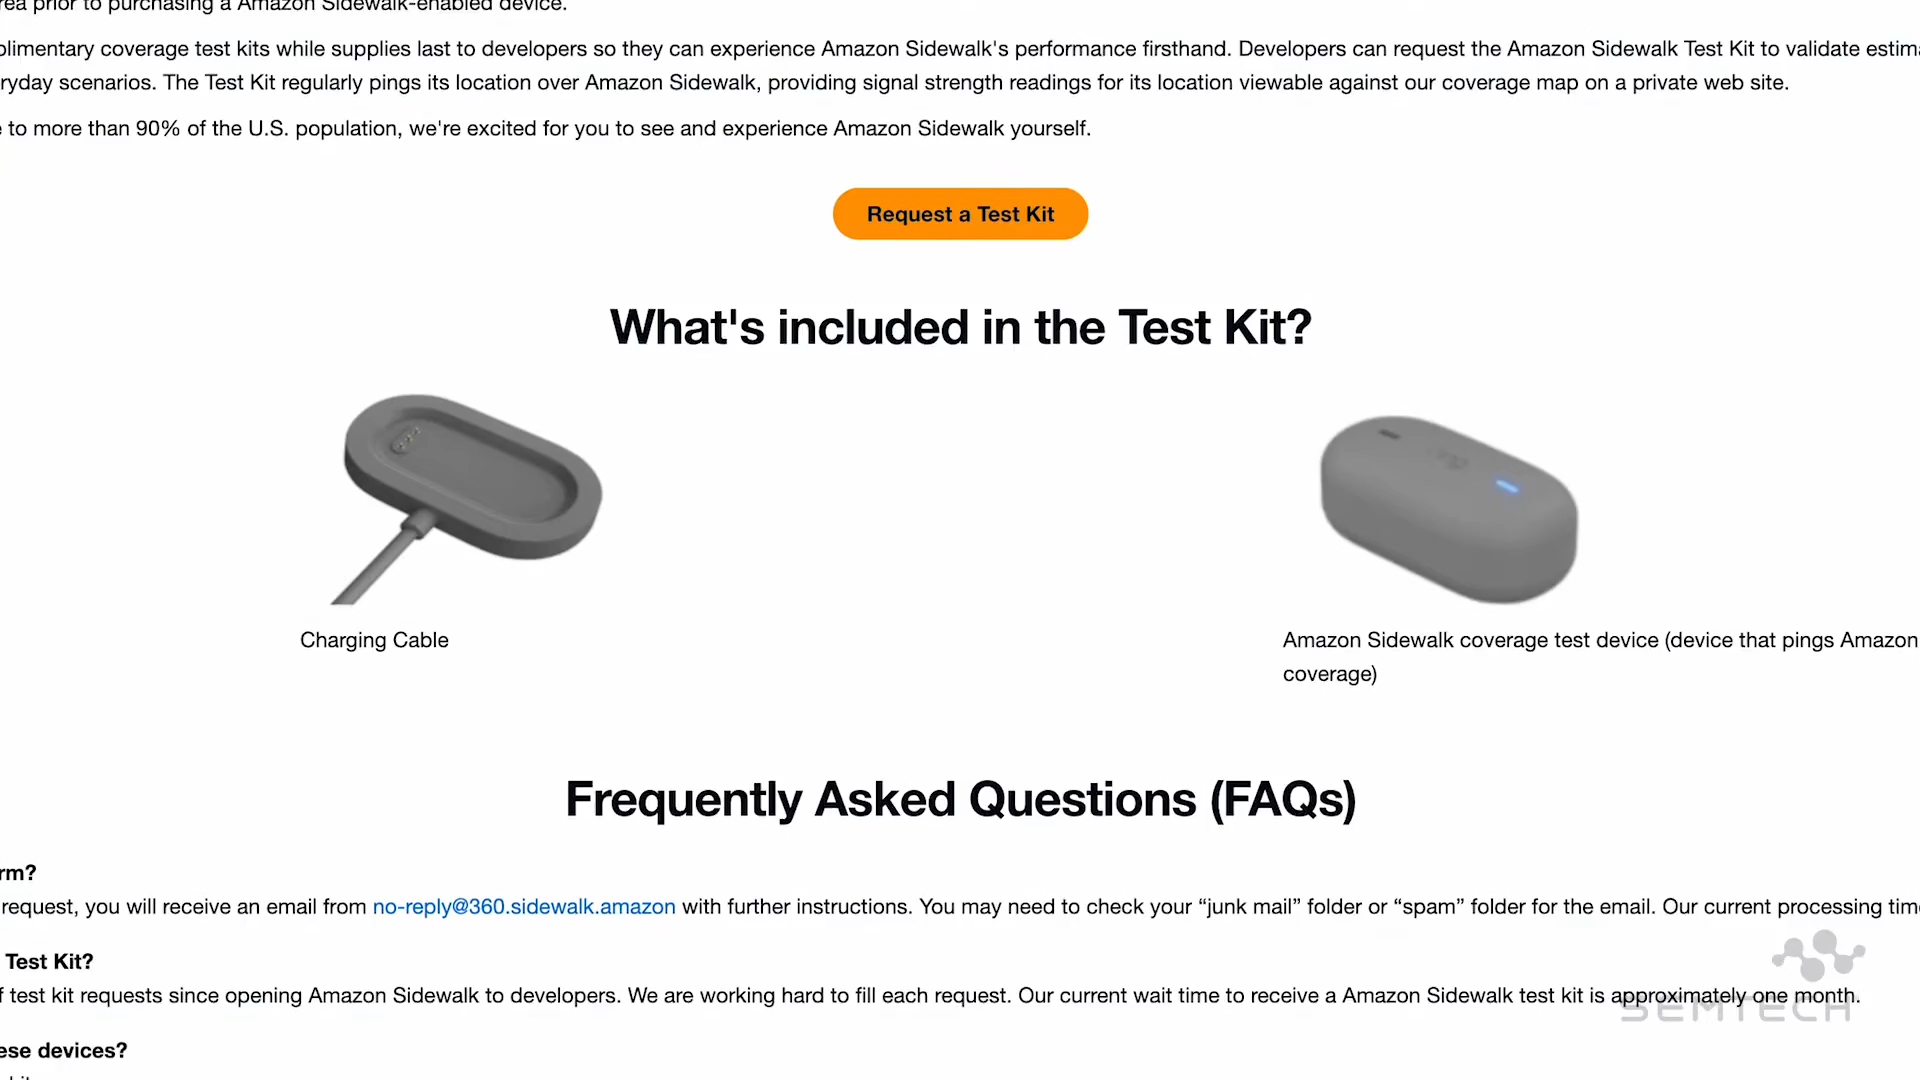 prior to purchasing a Amazon Sidewalk-enabled device.
coverage test kits while supplies last to developers so they can experience Amazon Sidewalk's performance firsthand. Developers can request the Amazon Sidewalk Test Kit to validate
scenarios. The Test Kit regularly pings its location over Amazon Sidewalk, providing signal strength readings for its location viewable against our coverage map on a private web site.
to more than 90% of the U.S. population, we're excited for you to see and experience Amazon Sidewalk yourself.
Request a Test Kit
What's included in the Test Kit?
Charging Cable
Amazon Sidewalk coverage test device (device that pings Amazon
coverage)
Frequently Asked Questions (FAQs)
request, you will receive an email from no-reply@360.sidewalk.amazon with further instructions. You may need to check your “junk mail” folder or “spam” folder for the email. Our current processing
Test Kit?
test kit requests since opening Amazon Sidewalk to developers. We are working hard to fill each request. Our current wait time to receive a Amazon Sidewalk test kit is approximately one month.
SEMTECH
devices?